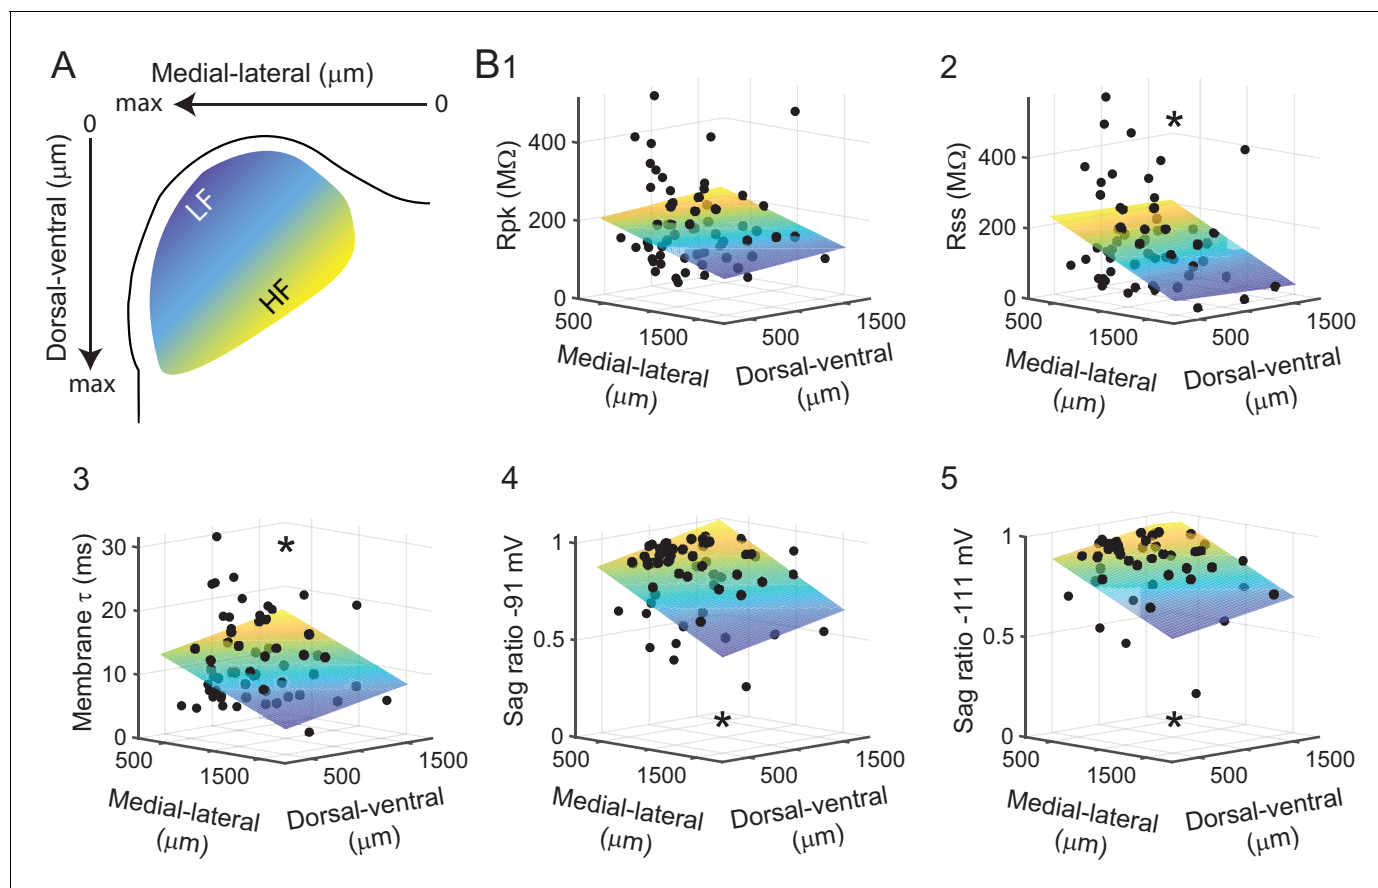 A
Medial-lateral (μm)
max
0
0
Dorsal-ventral (μm)
max
LF
HF
B1
Rpk (MΩ)
400
200
0
500
1500
500
1500
Medial-lateral
(μm)
Dorsal-ventral
(μm)
2
*
Rss (MΩ)
400
200
0
500
1500
500
1500
Medial-lateral
(μm)
Dorsal-ventral
(μm)
3
*
Membrane τ (ms)
30
20
10
0
500
1500
500
1500
Medial-lateral
(μm)
Dorsal-ventral
(μm)
4
Sag ratio -91 mV
1
0.5
0
*
500
1500
500
1500
Medial-lateral
(μm)
Dorsal-ventral
(μm)
5
Sag ratio -111 mV
1
0.5
0
*
500
1500
500
1500
Medial-lateral
(μm)
Dorsal-ventral
(μm)